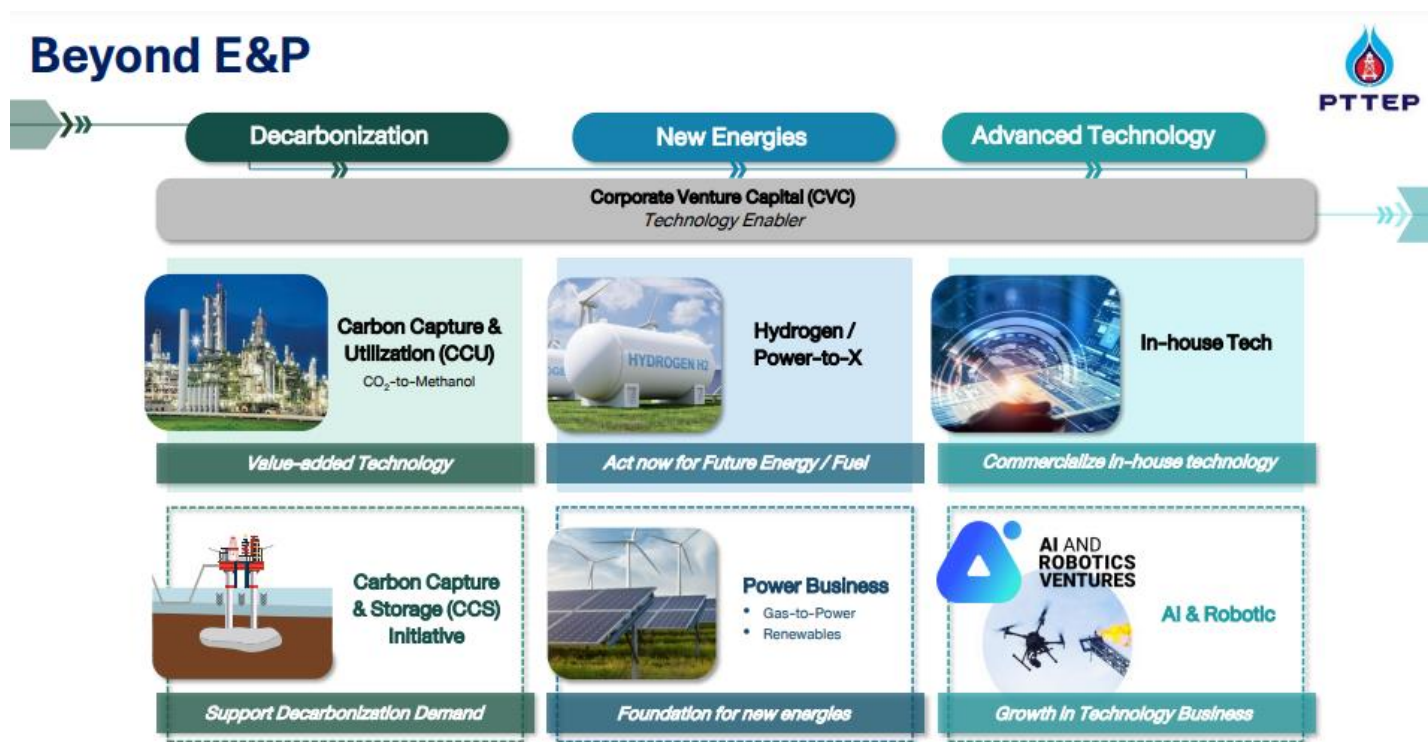 Beyond E&P
PTTEP
Decarbonization
New Energies
Advanced Technology
Corporate Venture Capital (CVC)
Technology Enabler
Carbon Capture &
Utilization (CCU)
CO₂-to-Methanol
Value-added Technology
HYDROGEN H2
Hydrogen /
Power-to-X
Act now for Future Energy / Fuel
In-house Tech
Commercialize in-house technology
Carbon Capture
& Storage (CCS)
Initiative
Support Decarbonization Demand
Power Business
• Gas-to-Power
• Renewables
Foundation for new energies
AI AND
ROBOTICS
VENTURES
AI & Robotic
Growth in Technology Business